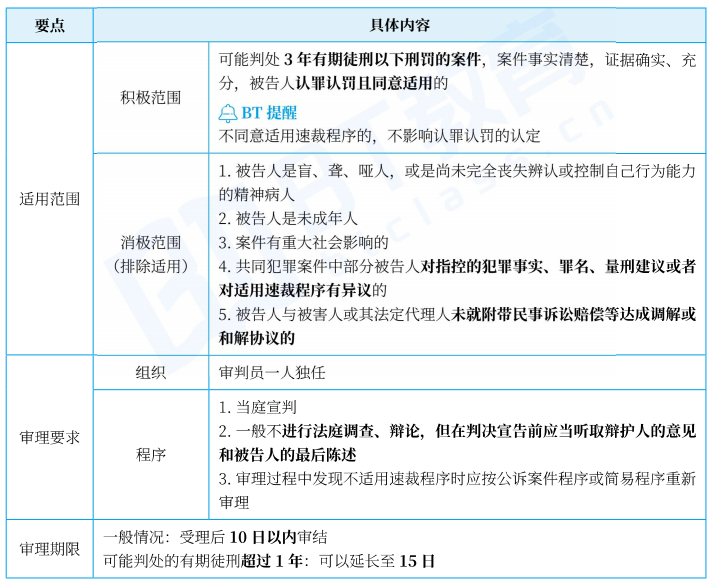 要点
具体内容
适用范围
积极范围
可能判处 3 年有期徒刑以下刑罚的案件，案件事实清楚，证据确实、充
分，被告人认罪认罚且同意适用的
BT 提醒
不同意适用速裁程序的，不影响认罪认罚的认定
消极范围
（排除适用）
1. 被告人是盲、聋、哑人，或是尚未完全丧失辨认或控制自己行为能力
的精神病人
2. 被告人是未成年人
3. 案件有重大社会影响的
4. 共同犯罪案件中部分被告人对指控的犯罪事实、罪名、量刑建议或者
对适用速裁程序有异议的
5. 被告人与被害人或其法定代理人未就附带民事诉讼赔偿等达成调解或
和解协议的
审理要求
组织
审判员一人独任
程序
1. 当庭宣判
2. 一般不进行法庭调查、辩论，但在判决宣告前应当听取辩护人的意见
和被告人的最后陈述
3. 审理过程中发现不适用速裁程序时应按公诉案件程序或简易程序重新
审理
审理期限
一般情况：受理后 10 日以内审结
可能判处的有期徒刑超过 1 年：可以延长至 15 日